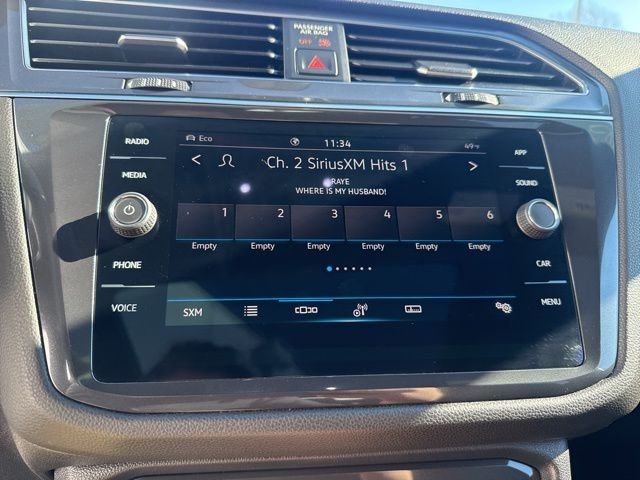 PASSENGER
AIR BAG
OFF
RADIO
MEDIA
PHONE
VOICE
Eco
11:34
49°F
Ch. 2 SiriusXM Hits 1
RAYE
WHERE IS MY HUSBAND!
1 2 3 4 5 6
Empty Empty Empty Empty Empty Empty
SXM
APP
SOUND
CAR
MENU